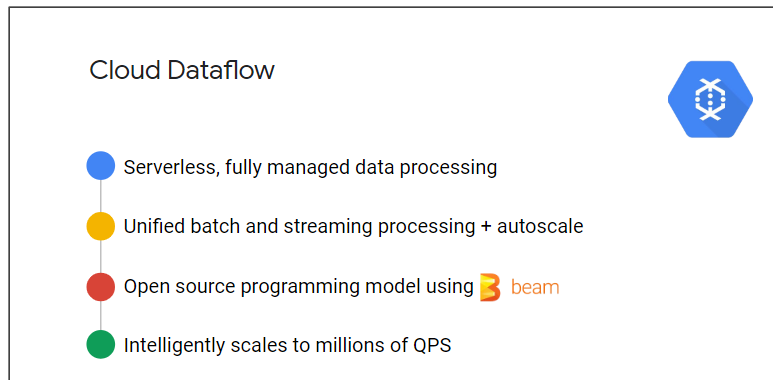 Cloud Dataflow
Serverless, fully managed data processing
Unified batch and streaming processing + autoscale
Open source programming model using beam
Intelligently scales to millions of QPS